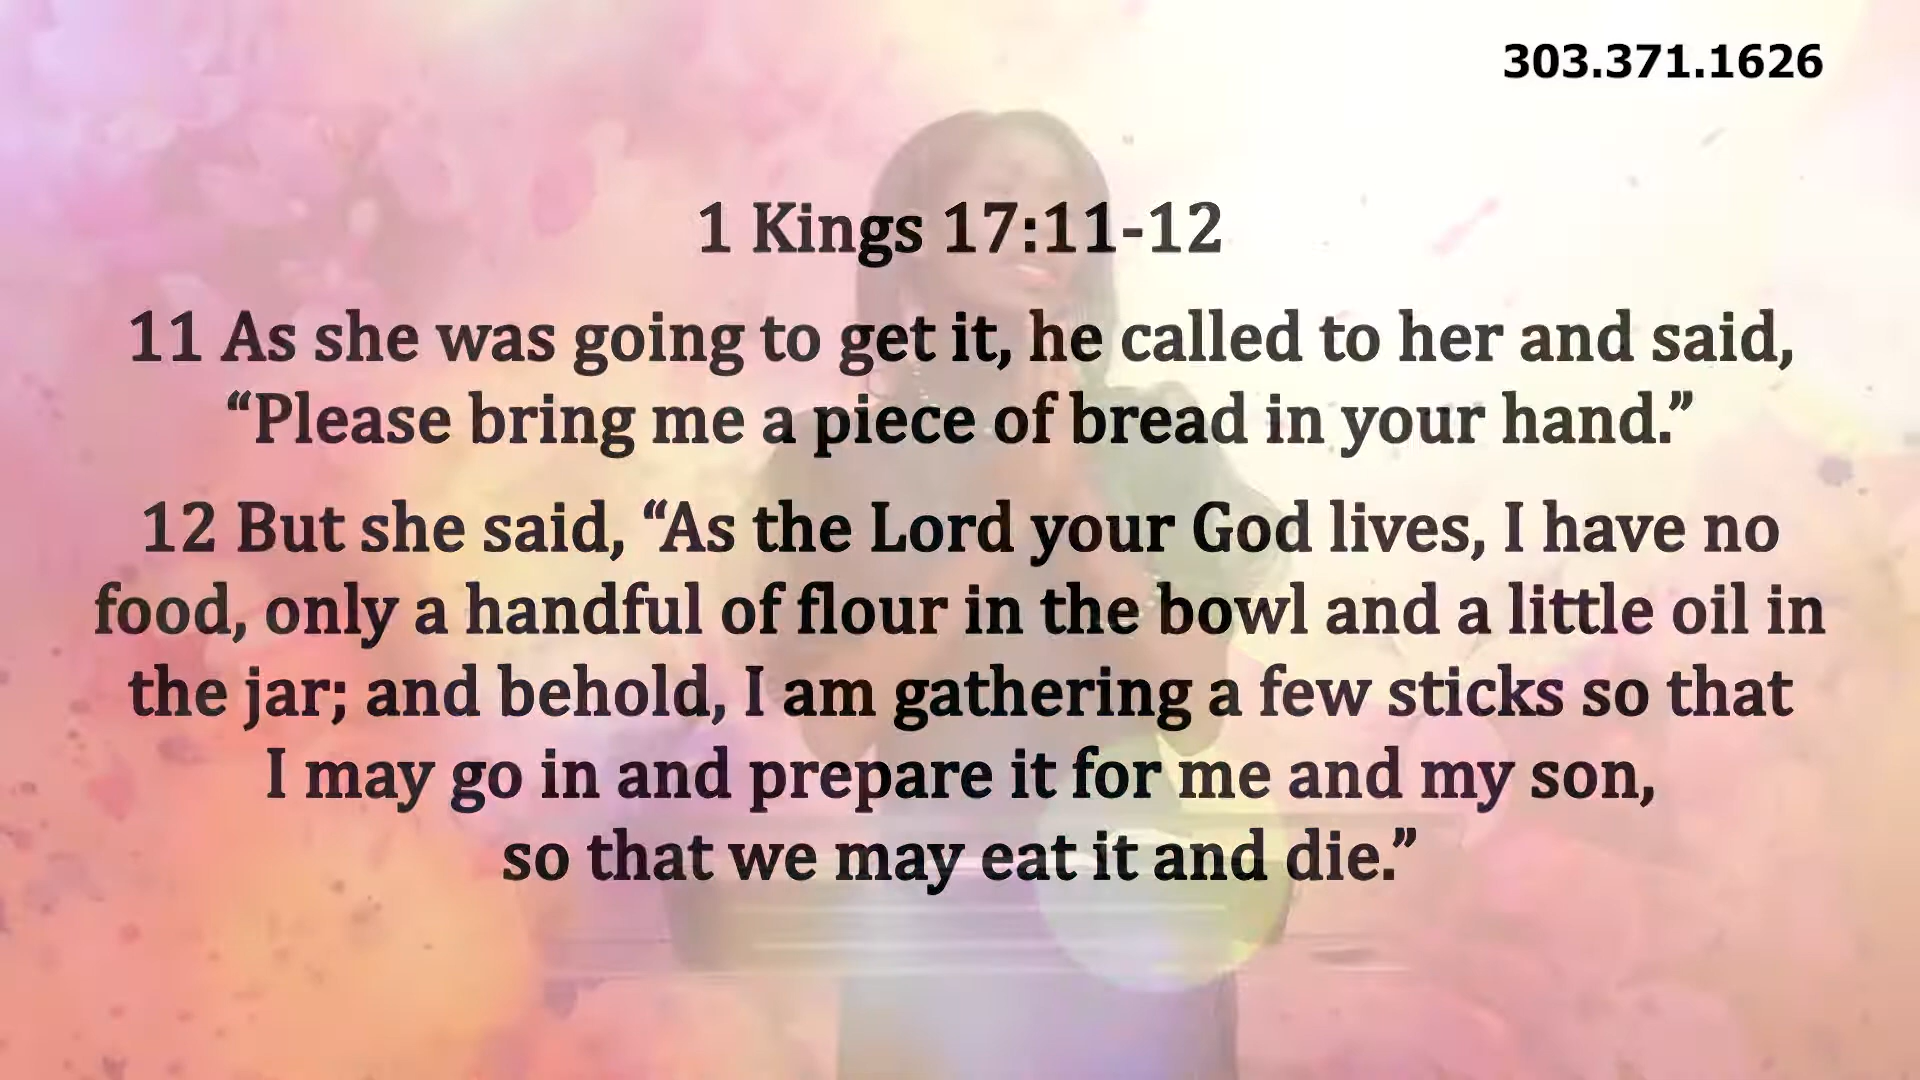 303.371.1626
1 Kings 17:11-12
11 As she was going to get it, he called to her and said,
“Please bring me a piece of bread in your hand.”
12 But she said, “As the Lord your God lives, I have no
food, only a handful of flour in the bowl and a little oil in
the jar; and behold, I am gathering a few sticks so that
I may go in and prepare it for me and my son,
so that we may eat it and die.”